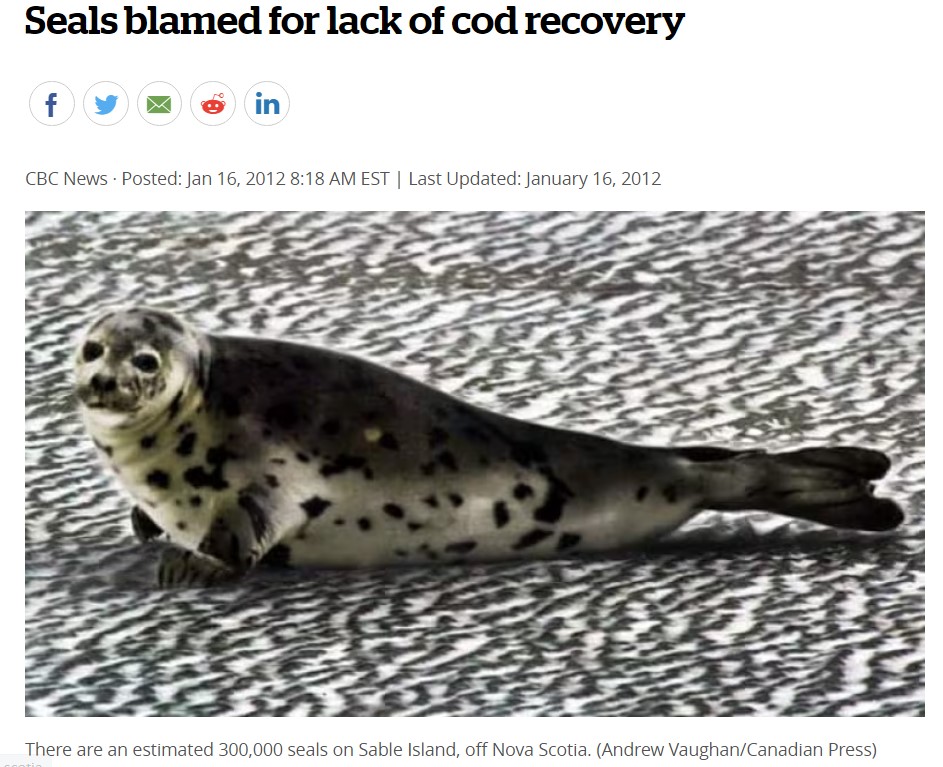 Seals blamed for lack of cod recovery
f in
CBC News · Posted: Jan 16, 2012 8:18 AM EST | Last Updated: January 16, 2012
There are an estimated 300,000 seals on Sable Island, off Nova Scotia. (Andrew Vaughan/Canadian Press)